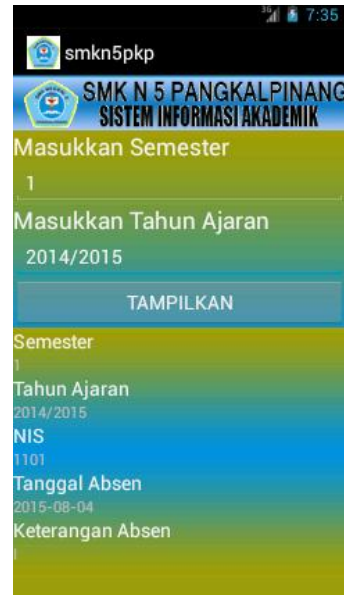 3G 7:35
smkn5pkp
SMK N 5 PANGKALPINANG
SISTEM INFORMASI AKADEMIK
Masukkan Semester
1
Masukkan Tahun Ajaran
2014/2015
TAMPILKAN
Semester
1
Tahun Ajaran
2014/2015
NIS
1101
Tanggal Absen
2015-08-04
Keterangan Absen
I